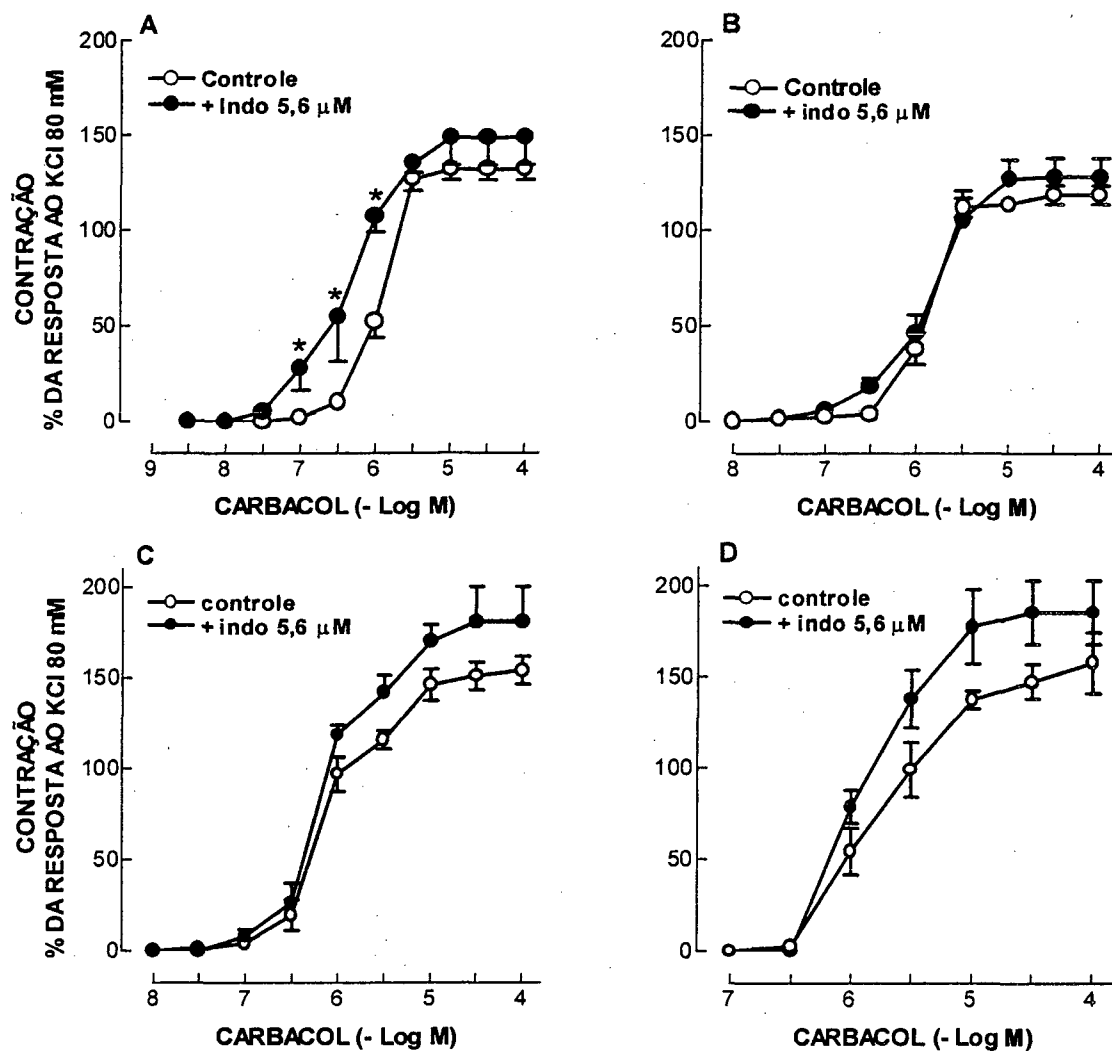 A
200
150
100
50
0
Controle
+ Indo 5,6 µM
*
*
*
9 8 7 6 5 4
CARBACOL (- Log M)
CONTRAÇÃO
% DA RESPOSTA AO KCl 80 mM
B
200
150
100
50
0
Controle
+ indo 5,6 µM
8 7 6 5 4
CARBACOL (- Log M)
C
200
150
100
50
0
controle
+ indo 5,6 µM
8 7 6 5 4
CARBACOL (- Log M)
CONTRAÇÃO
% DA RESPOSTA AO KCl 80 mM
D
200
150
100
50
0
controle
+ indo 5,6 µM
7 6 5 4
CARBACOL (- Log M)